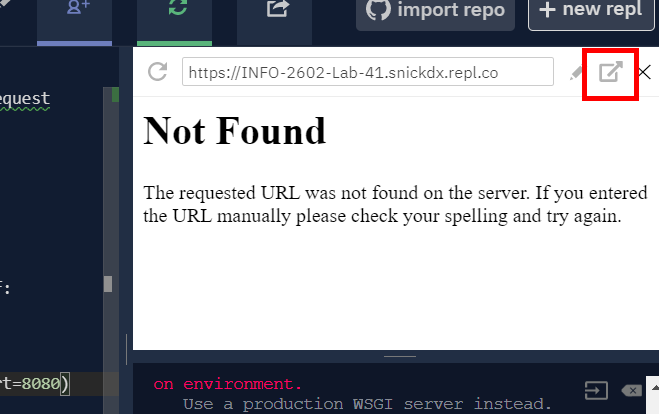 import repo
+ new repl
https://INFO-2602-Lab-41.snickdx.repl.co
equest
Not Found
The requested URL was not found on the server. If you entered
the URL manually please check your spelling and try again.
:
rt=8080)
on environment.
Use a production WSGI server instead.